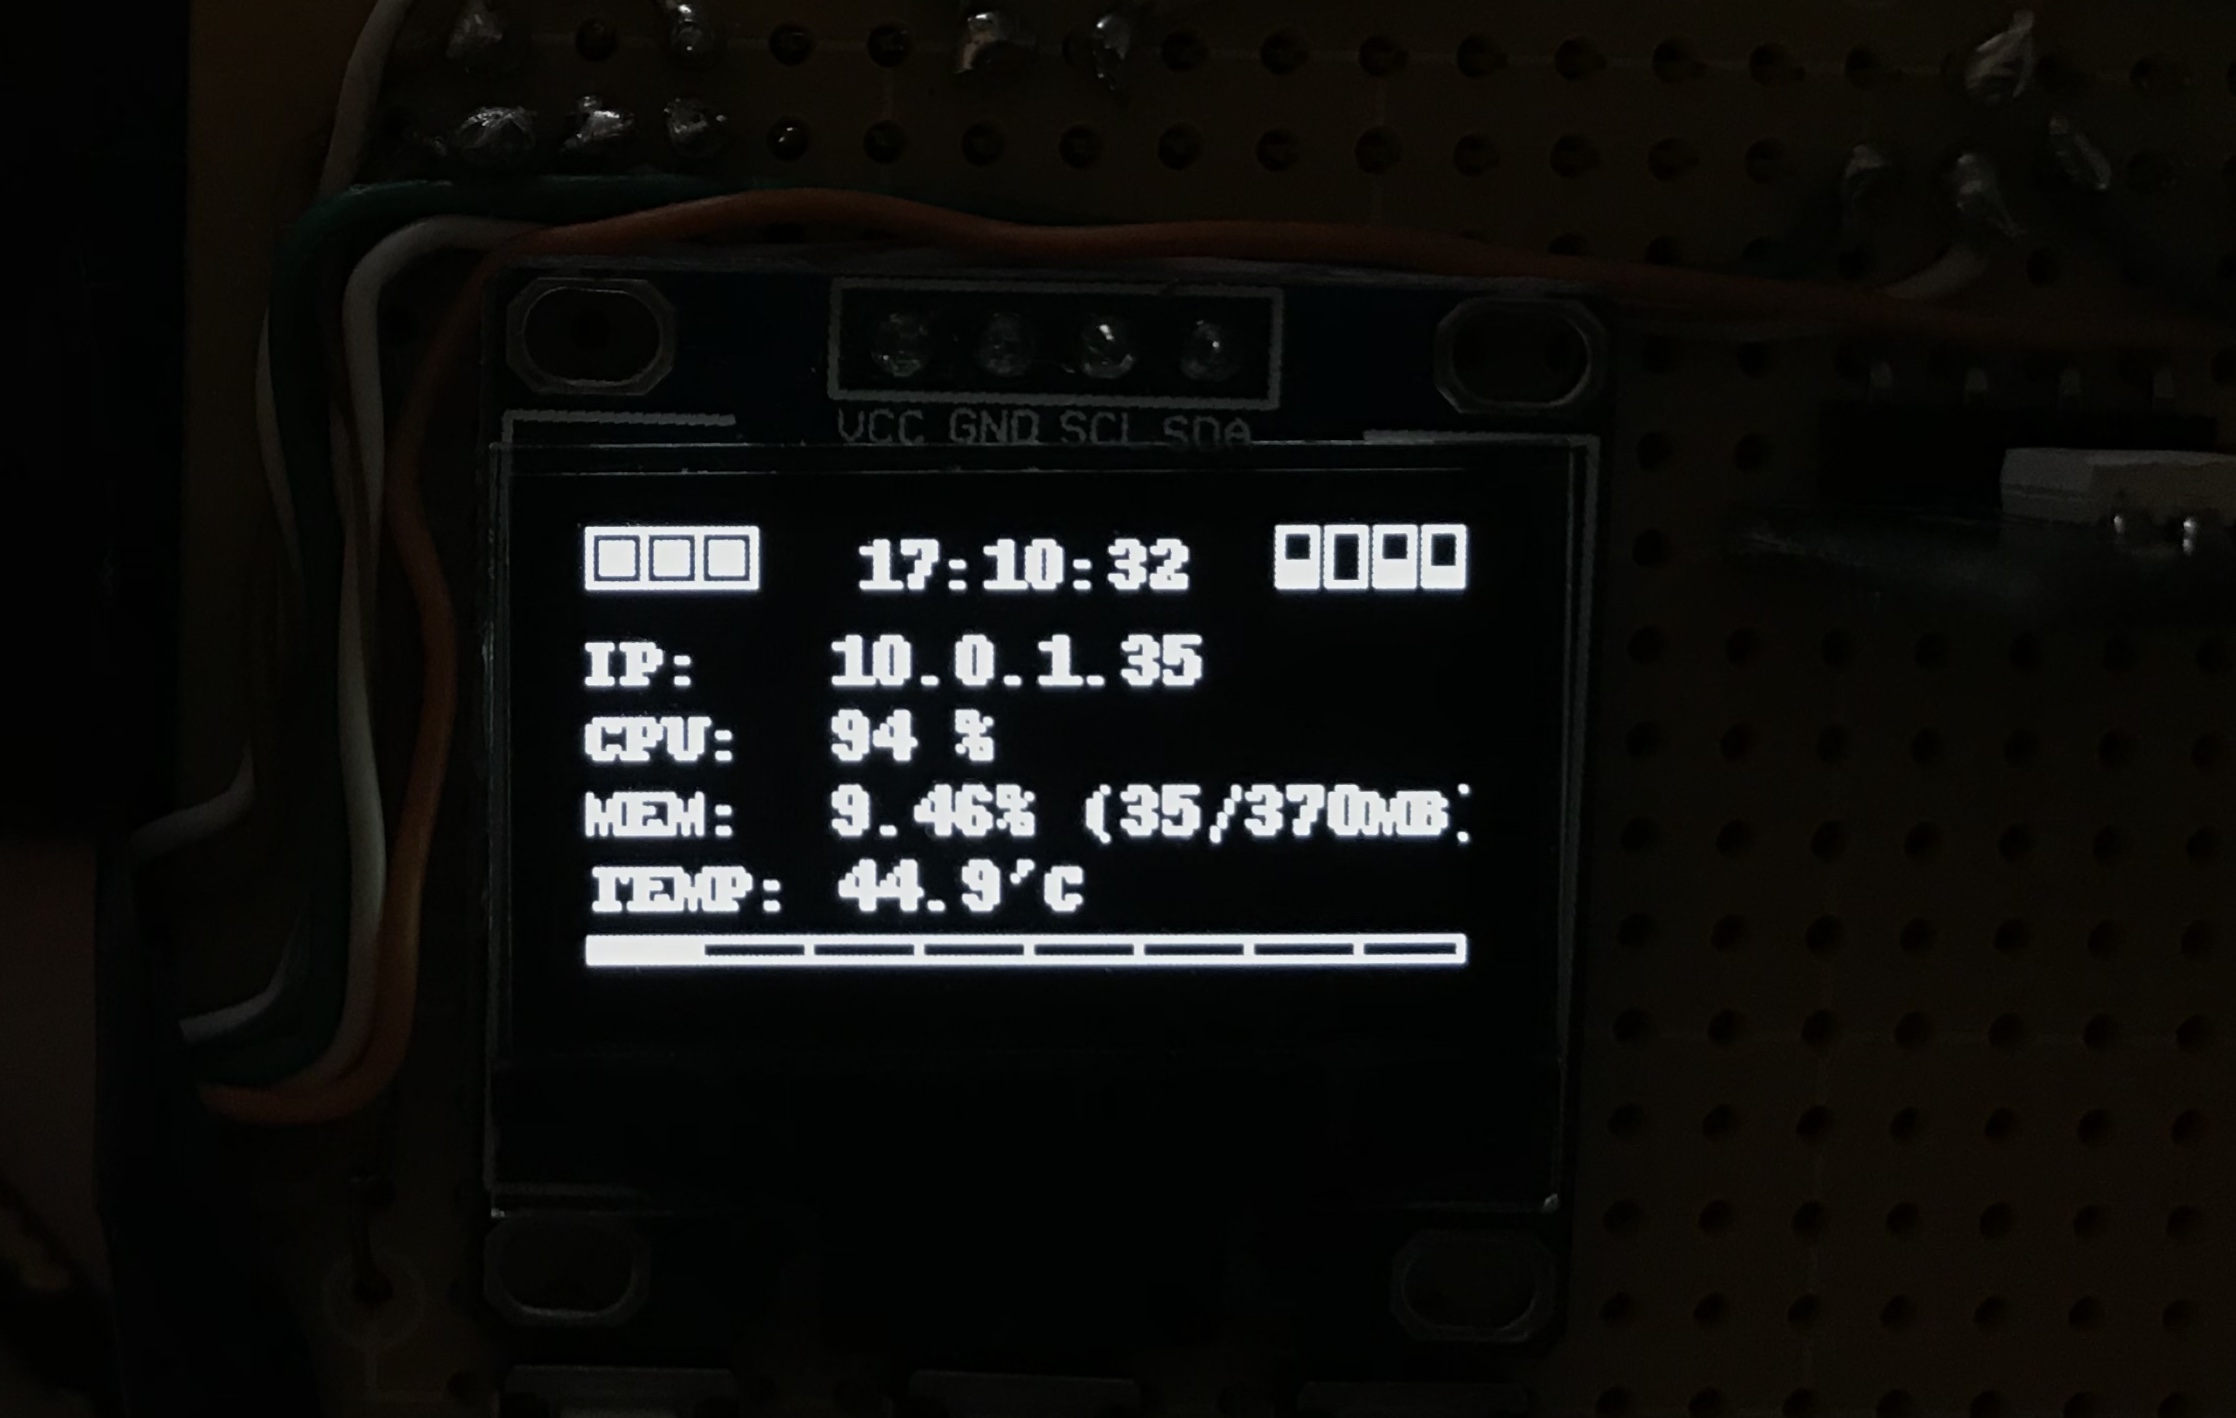 VCC GND SCL SDA
17:10:32
IP: 10.0.1.35
CPU: 94 %
MEM: 9.46% (35/370MB)
TEMP: 44.9'C